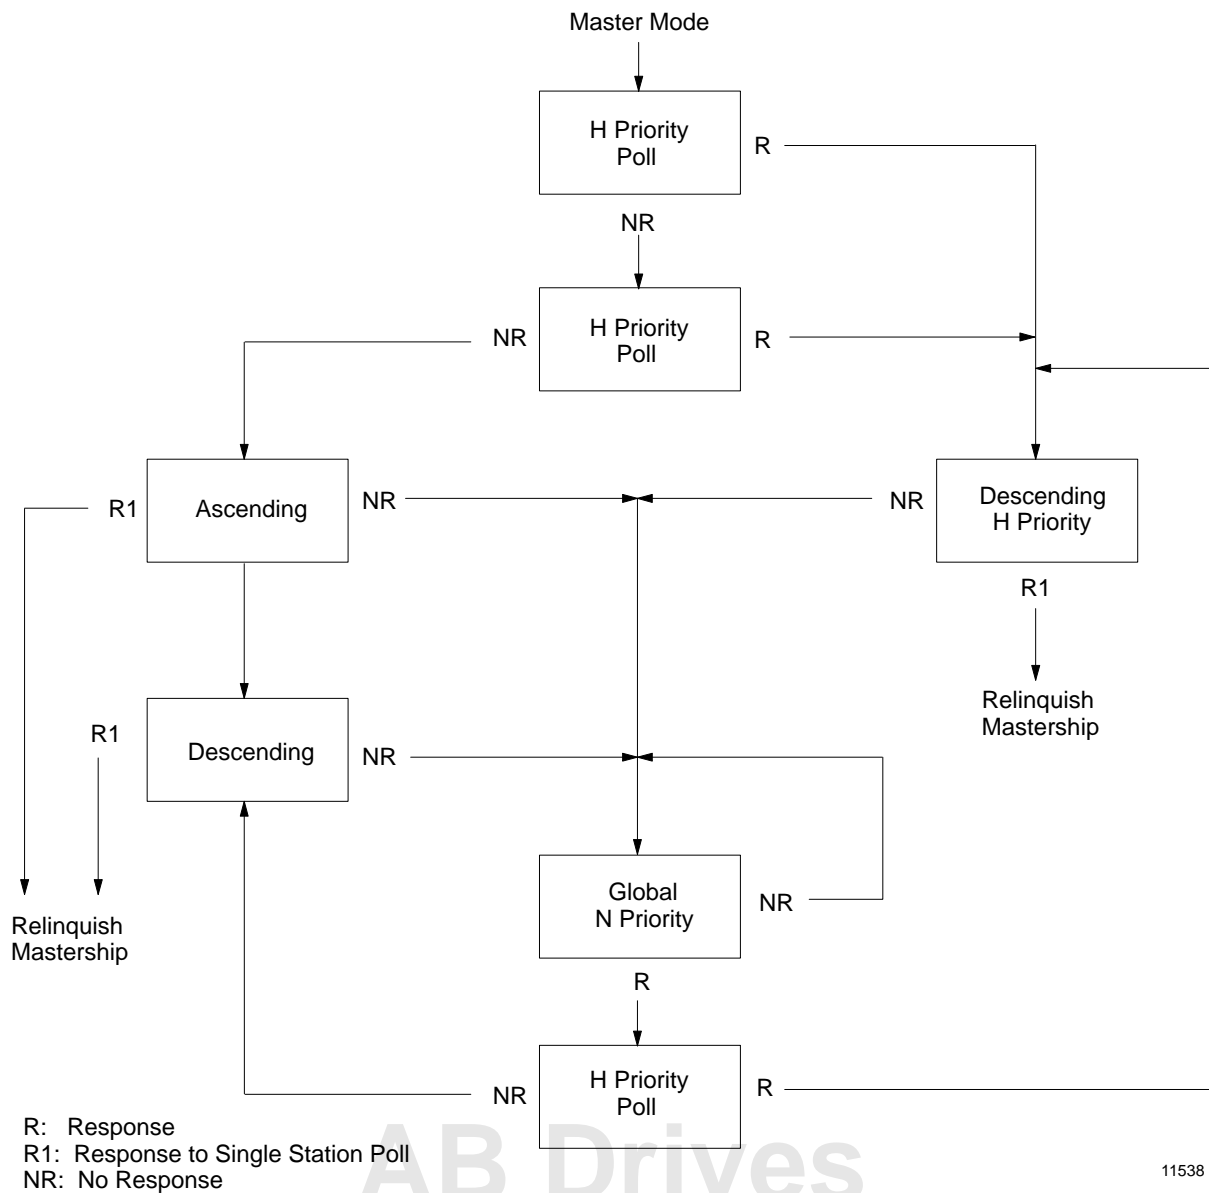 Master Mode
H Priority
Poll
R
NR
H Priority
Poll
NR
R
R1
Ascending
NR
NR
Descending
H Priority
R1
Relinquish
Mastership
R1
Descending
NR
Global
N Priority
NR
Relinquish
Mastership
R
H Priority
Poll
NR
R
R: Response
R1: Response to Single Station Poll
NR: No Response
AB Drives
11538